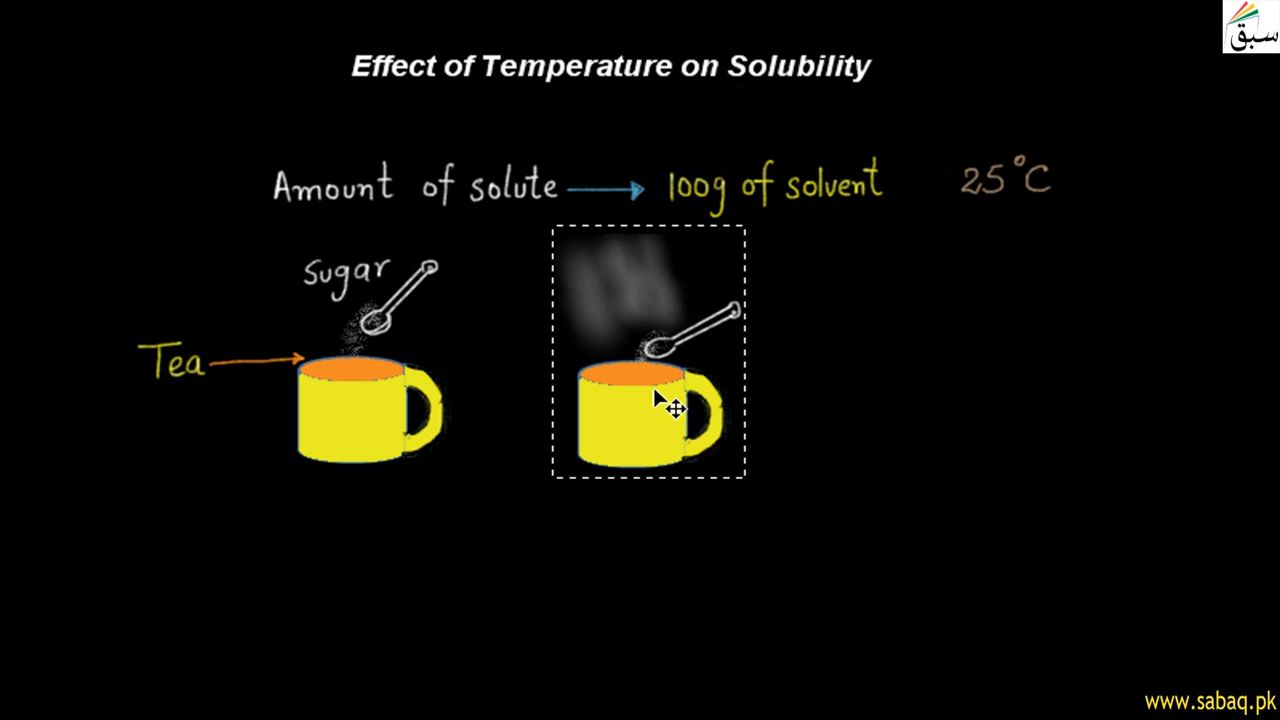 سبق
Effect of Temperature on Solubility
Amount of solute → 100g of solvent 25°C
Sugar
Tea
www.sabaq.pk